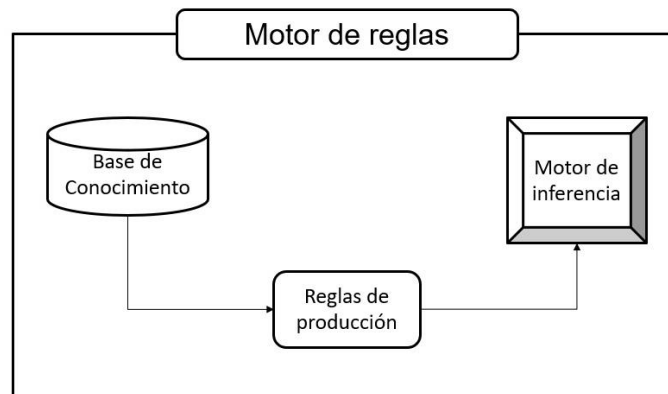 Motor de reglas
Base de
Conocimiento
Motor de
inferencia
Reglas de
producción